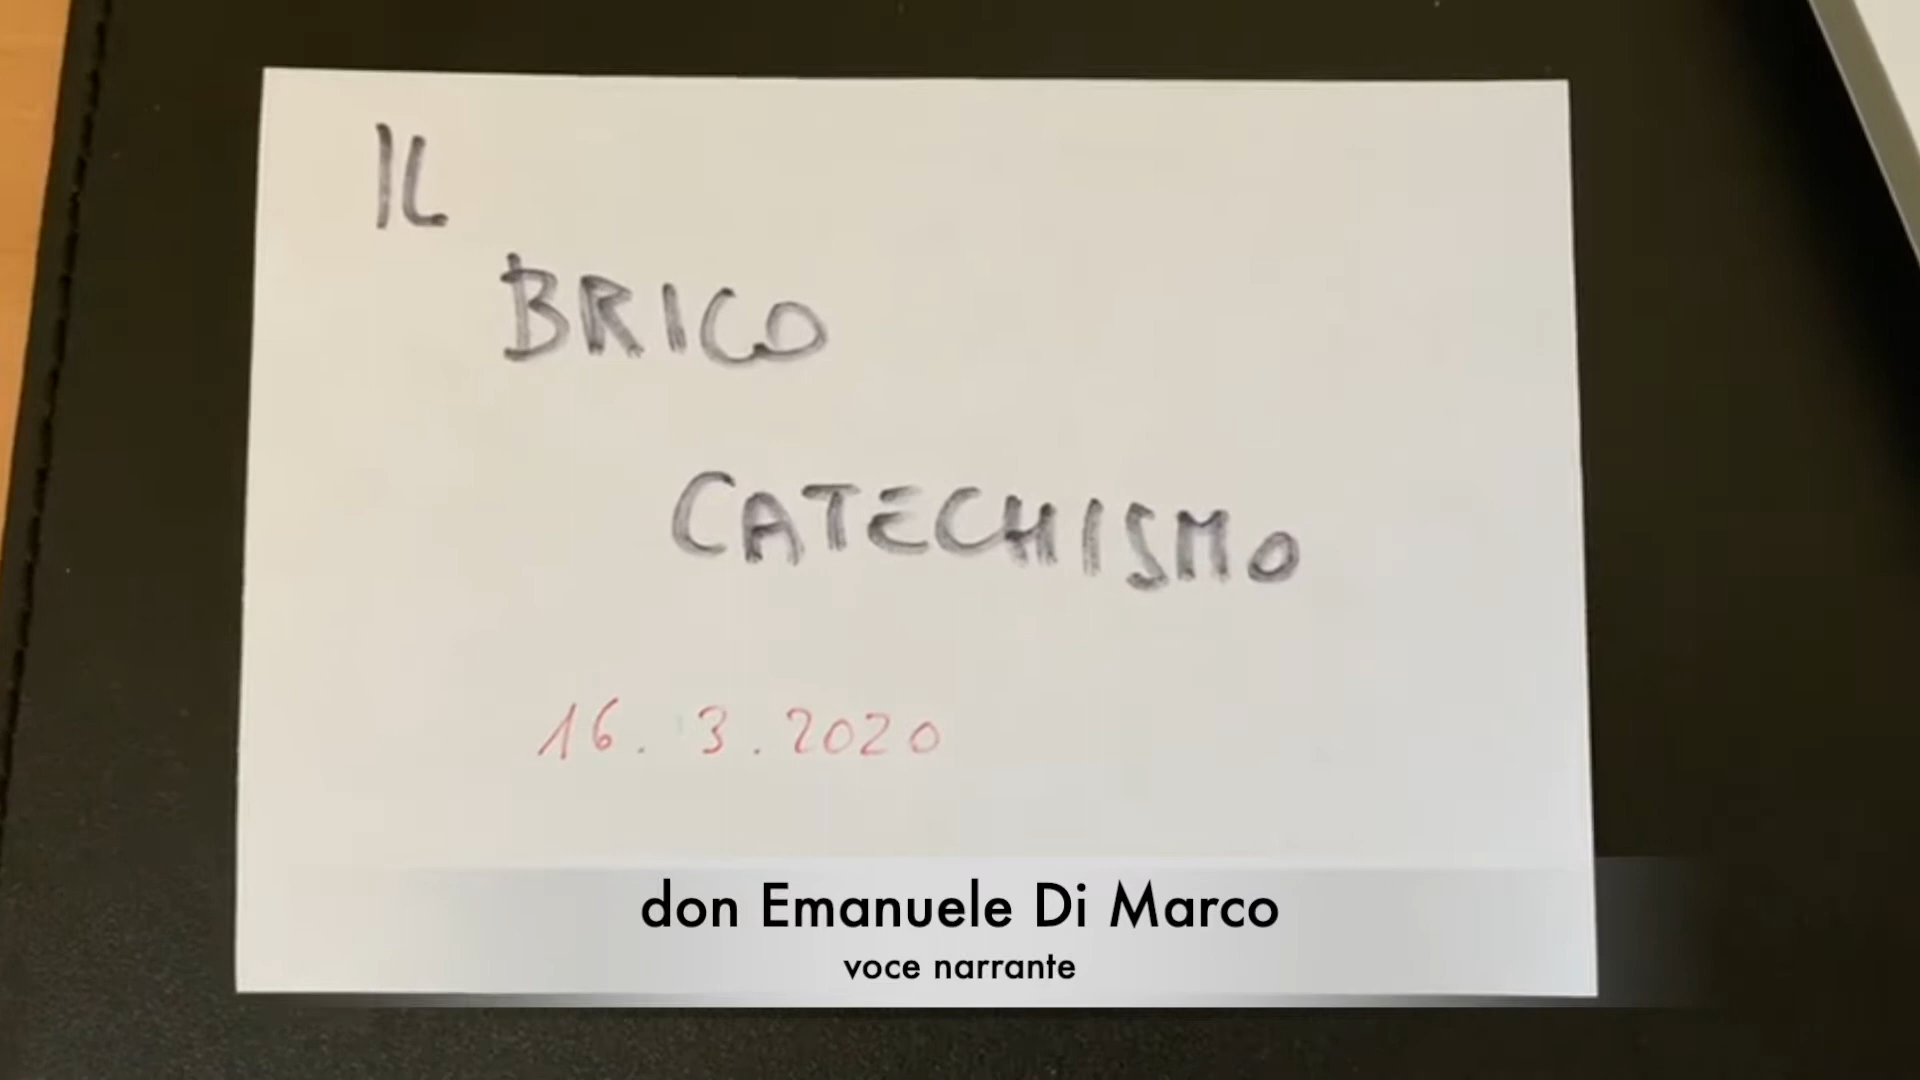 IL
BRICO
CATECHISMO
16.3.2020
don Emanuele Di Marco
voce narrante